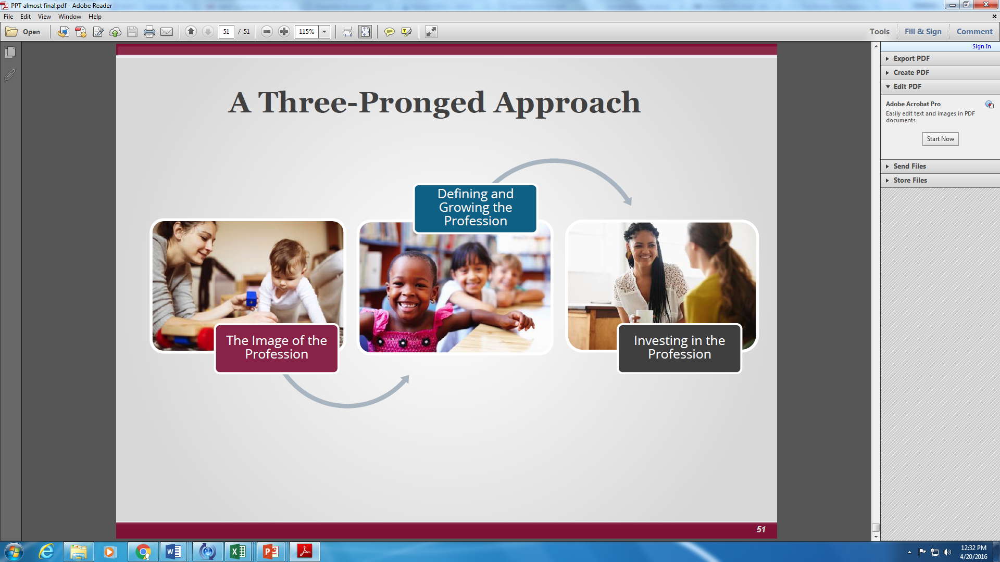 PPT almost final.pdf - Adobe Reader
File Edit View Window Help
Open 51 / 51 115% Tools Fill & Sign Comment
Sign In
Export PDF
Create PDF
Edit PDF
Adobe Acrobat Pro
Easily edit text and images in PDF
documents
Start Now
Send Files
Store Files
A Three-Pronged Approach
Defining and
Growing the
Profession
The Image of the
Profession
Investing in the
Profession
51
12:32 PM
4/20/2016